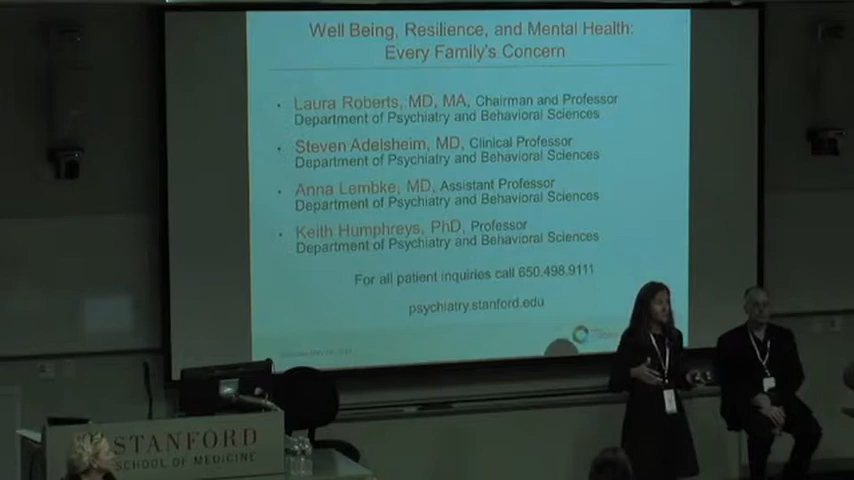 Well Being, Resilience, and Mental Health:
Every Family's Concern
• Laura Roberts, MD, MA, Chairman and Professor
Department of Psychiatry and Behavioral Sciences
• Steven Adelsheim, MD, Clinical Professor
Department of Psychiatry and Behavioral Sciences
• Anna Lembke, MD, Assistant Professor
Department of Psychiatry and Behavioral Sciences
• Keith Humphreys, PhD, Professor
Department of Psychiatry and Behavioral Sciences
For all patient inquiries call 650.498.9111
psychiatry.stanford.edu
STANFORD
SCHOOL OF MEDICINE